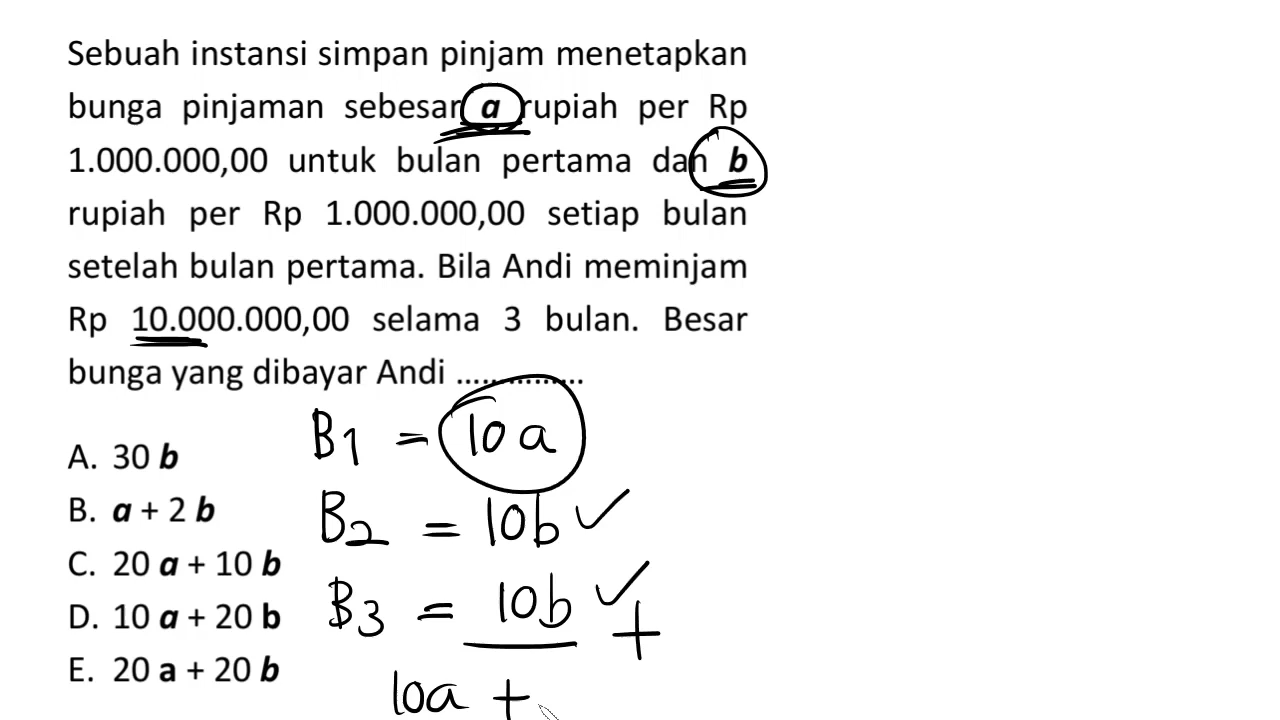 Sebuah instansi simpan pinjam menetapkan
bunga pinjaman sebesar a rupiah per Rp
1.000.000,00 untuk bulan pertama dan b
rupiah per Rp 1.000.000,00 setiap bulan
setelah bulan pertama. Bila Andi meminjam
Rp 10.000.000,00 selama 3 bulan. Besar
bunga yang dibayar Andi ……………
A. 30 b
B. a + 2 b
C. 20 a + 10 b
D. 10 a + 20 b
E. 20 a + 20 b
B1 = 10a
B2 = 10b ✓
B3 = 10b ✓ +
10a +